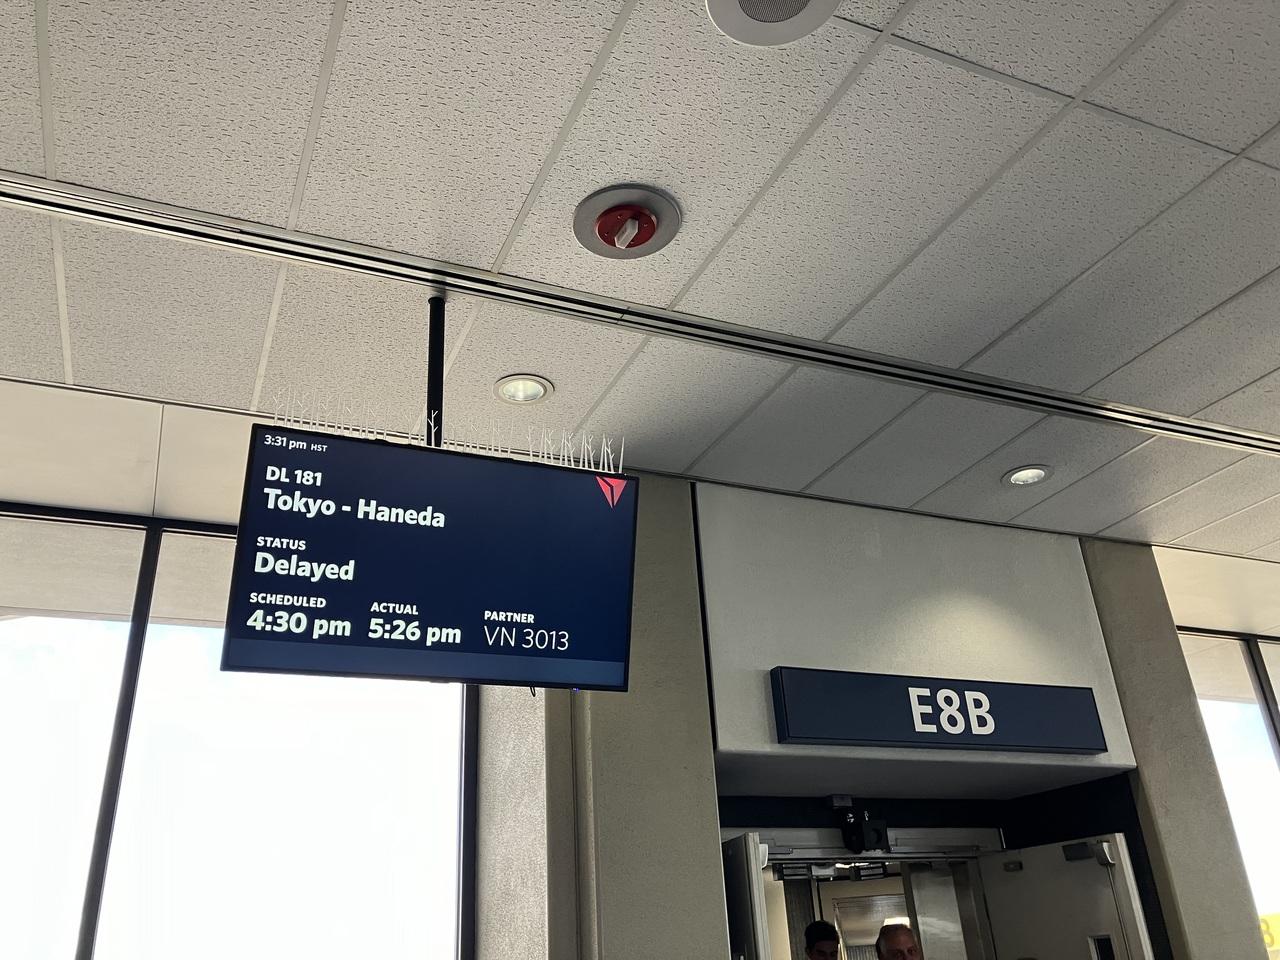 3:31 pm HST
DL 181
Tokyo - Haneda
STATUS
Delayed
SCHEDULED
4:30 pm
ACTUAL
5:26 pm
PARTNER
VN 3013
E8B